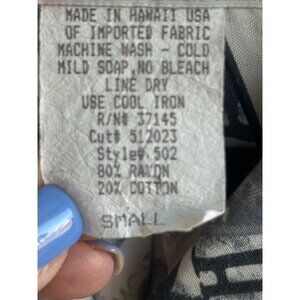 MADE IN HAWAII USA
OF IMPORTED FABRIC
MACHINE WASH - COLD
MILD SOAP, NO BLEACH
LINE DRY
USE COOL IRON
R/N# 37145
Cut# 512023
Style#.502
80% RAYON
20% COTTON
SMALL